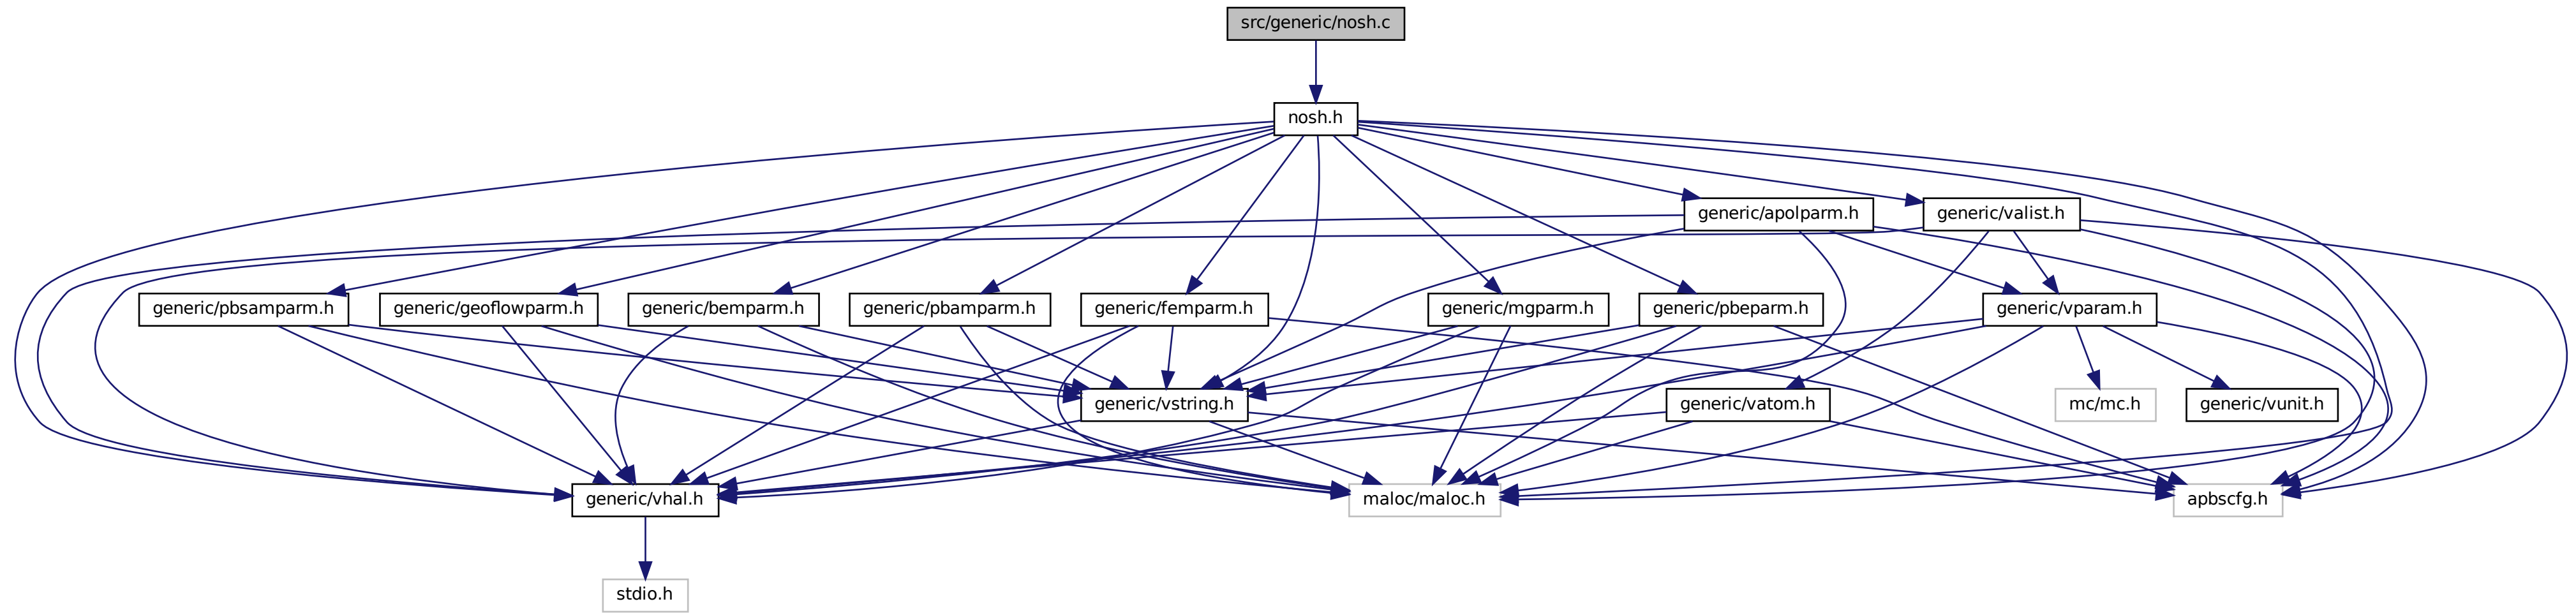 src/generic/nosh.c
nosh.h
generic/apolparm.h
generic/valist.h
generic/pbsamparm.h
generic/geoflowparm.h
generic/bemparm.h
generic/pbamparm.h
generic/femparm.h
generic/mgparm.h
generic/pbeparm.h
generic/vparam.h
generic/vstring.h
generic/vatom.h
mc/mc.h
generic/vunit.h
generic/vhal.h
maloc/maloc.h
apbscfg.h
stdio.h